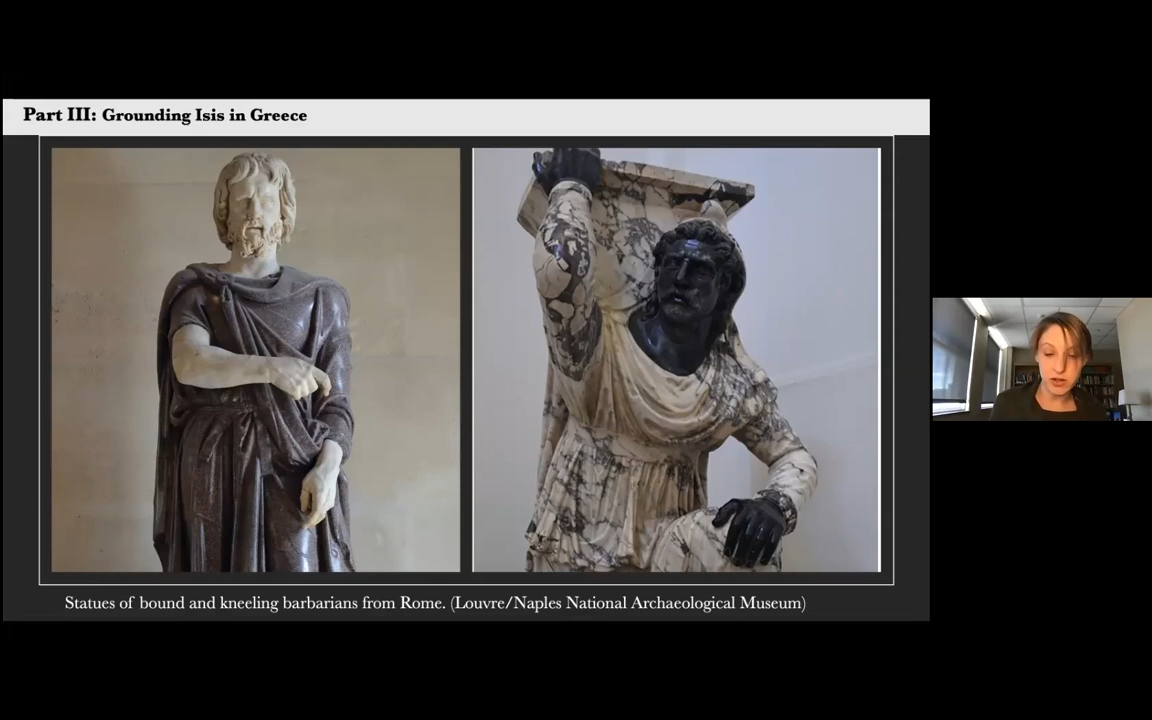 Part III: Grounding Isis in Greece
Statues of bound and kneeling barbarians from Rome. (Louvre/Naples National Archaeological Museum)